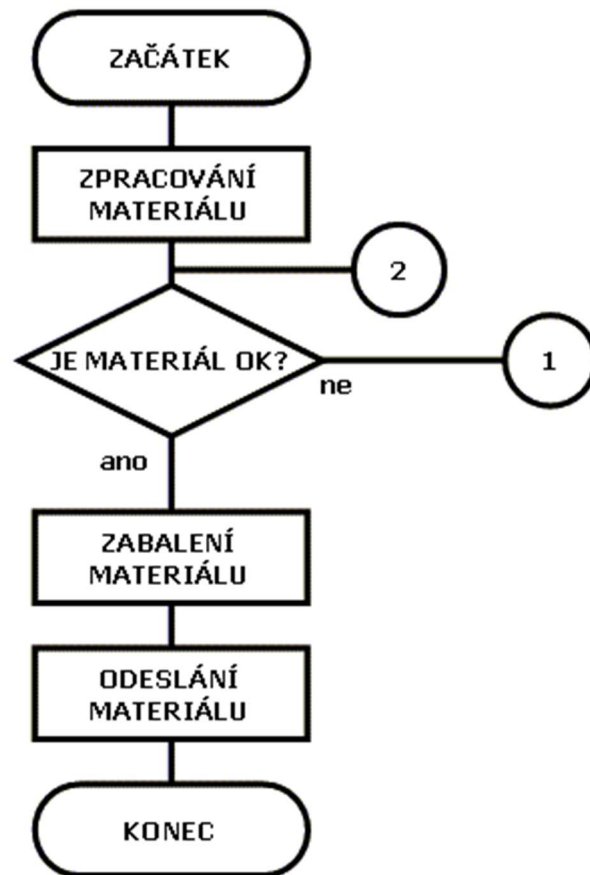 ZAČÁTEK
ZPRACOVÁNÍ
MATERIÁLU
2
JE MATERIÁL OK?
1
ne
ano
ZABALENÍ
MATERIÁLU
ODESLÁNÍ
MATERIÁLU
KONEC